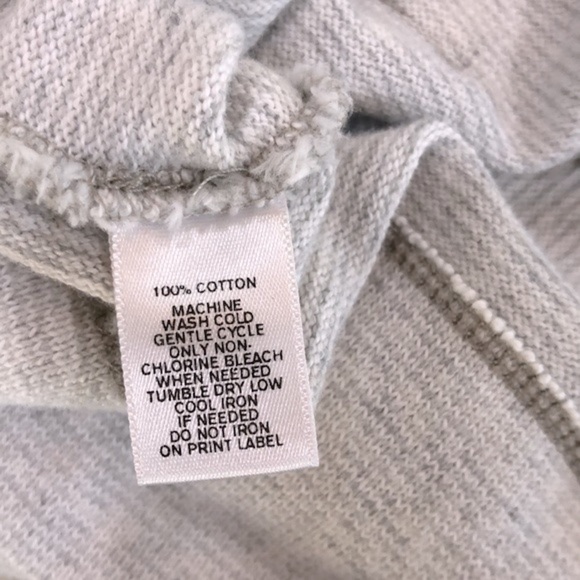 100% COTTON
MACHINE
WASH COLD
GENTLE CYCLE
ONLY NON-
CHLORINE BLEACH
WHEN NEEDED
TUMBLE DRY LOW
COOL IRON
IF NEEDED
DO NOT IRON
ON PRINT LABEL